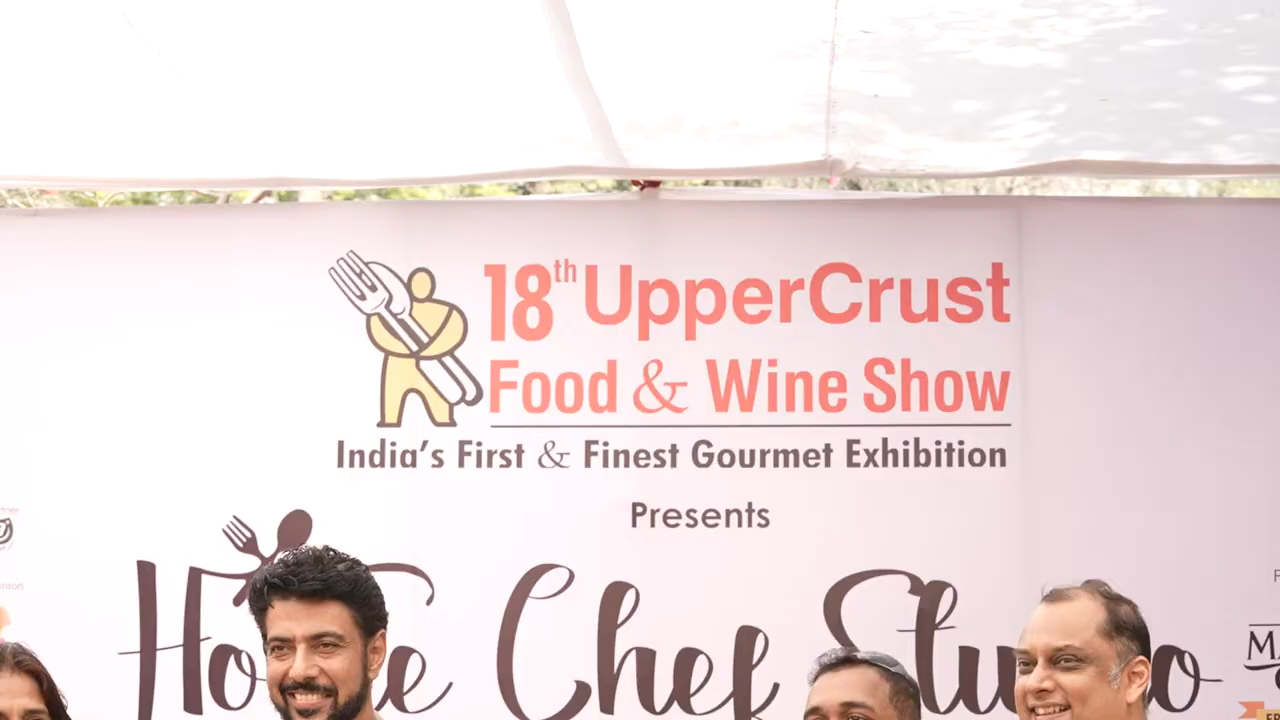 18th UpperCrust
Food & Wine Show
India's First & Finest Gourmet Exhibition
Presents
Home Chef Studio